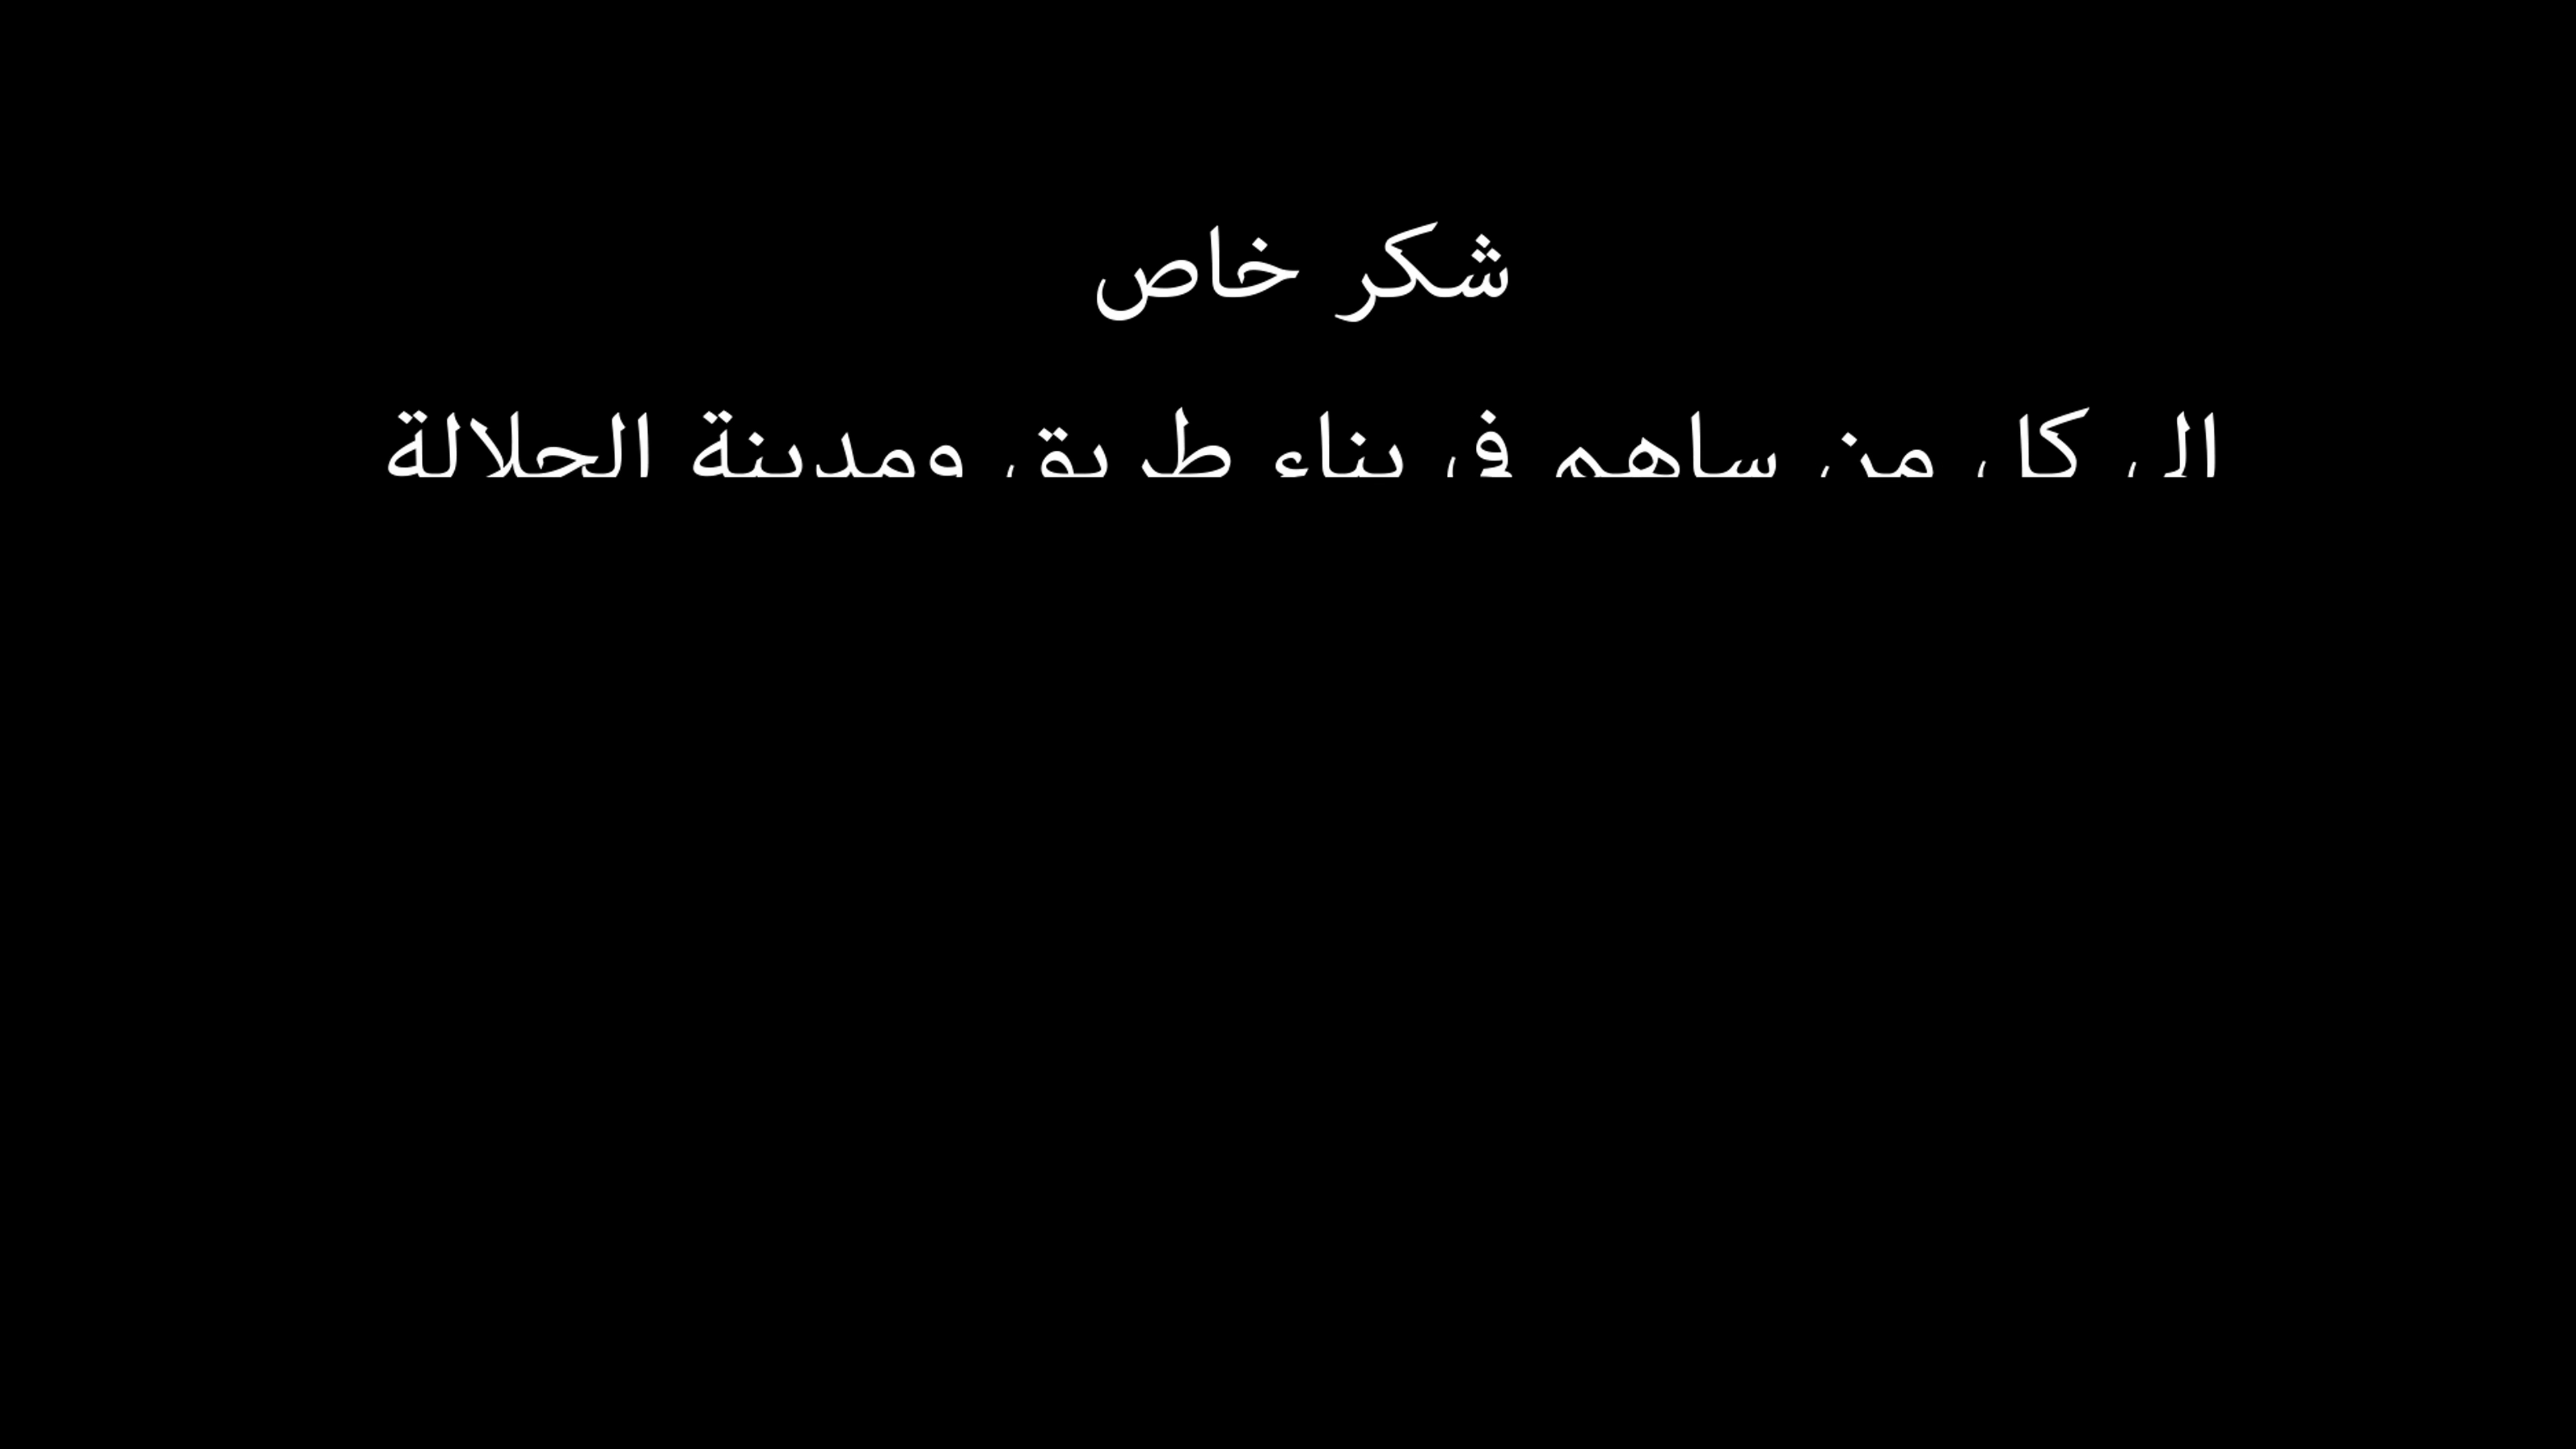 شكر خاص
الى كل من ساهم في بناء طريق ومدينة الجلالة